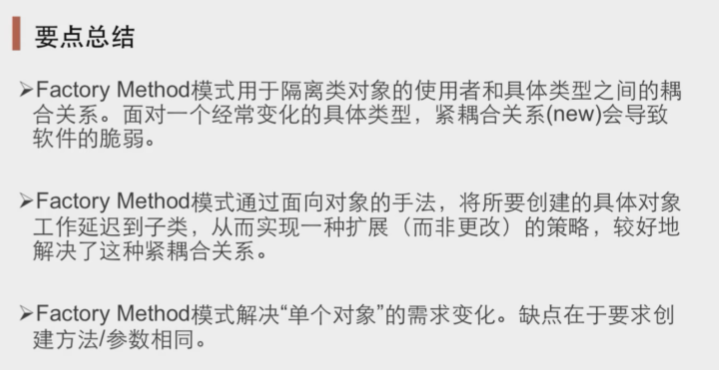 要点总结
➢Factory Method模式用于隔离类对象的使用者和具体类型之间的耦
合关系。面对一个经常变化的具体类型，紧耦合关系(new)会导致
软件的脆弱。
➢Factory Method模式通过面向对象的手法，将所要创建的具体对象
工作延迟到子类，从而实现一种扩展（而非更改）的策略，较好地
解决了这种紧耦合关系。
➢Factory Method模式解决“单个对象”的需求变化。缺点在于要求创
建方法/参数相同。